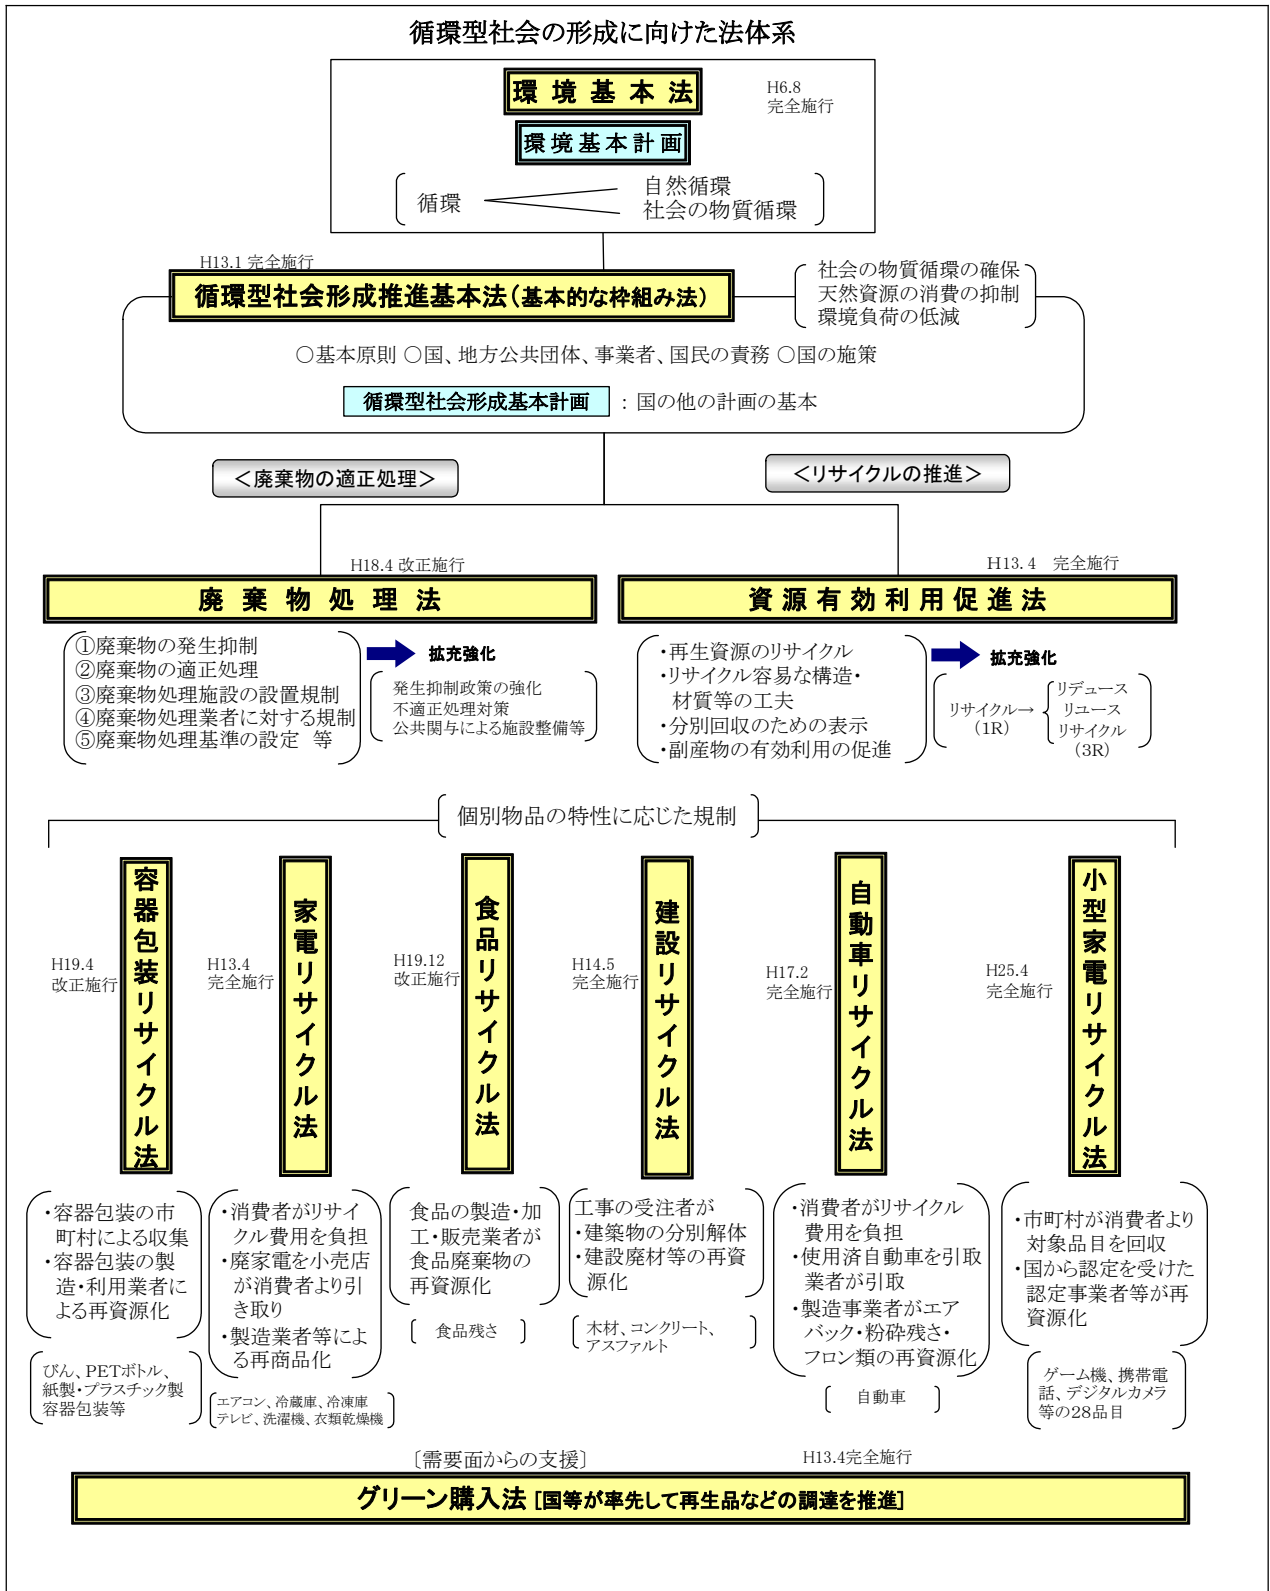 循環型社会の形成に向けた法体系
環境基本法
H6.8
完全施行
環境基本計画
循環
自然循環
社会の物質循環
H13.1 完全施行
循環型社会形成推進基本法（基本的な枠組み法）
社会の物質循環の確保
天然資源の消費の抑制
環境負荷の低減
○基本原則 ○国、地方公共団体、事業者、国民の責務 ○国の施策
循環型社会形成基本計画 : 国の他の計画の基本
＜廃棄物の適正処理＞
＜リサイクルの推進＞
H18.4 改正施行
廃棄物処理法
①廃棄物の発生抑制
②廃棄物の適正処理
③廃棄物処理施設の設置規制
④廃棄物処理業者に対する規制
⑤廃棄物処理基準の設定 等
拡充強化
発生抑制政策の強化
不適正処理対策
公共関与による施設整備等
H13.4 完全施行
資源有効利用促進法
・再生資源のリサイクル
・リサイクル容易な構造・
材質等の工夫
・分別回収のための表示
・副産物の有効利用の促進
拡充強化
リサイクル→
(1R)
リデュース
リユース
リサイクル
(3R)
個別物品の特性に応じた規制
H19.4
改正施行
容器包装リサイクル法
・容器包装の市
町村による収集
・容器包装の製
造・利用業者に
よる再資源化
びん、PETボトル、
紙製・プラスチック製
容器包装等
H13.4
完全施行
家電リサイクル法
・消費者がリサイ
クル費用を負担
・廃家電を小売店
が消費者より引
き取り
・製造業者等によ
る再商品化
エアコン、冷蔵庫、冷凍庫
テレビ、洗濯機、衣類乾燥機
H19.12
改正施行
食品リサイクル法
食品の製造・加
工・販売業者が
食品廃棄物の
再資源化
食品残さ
H14.5
完全施行
建設リサイクル法
工事の受注者が
・建築物の分別解体
・建設廃材等の再資
源化
木材、コンクリート、
アスファルト
H17.2
完全施行
自動車リサイクル法
・消費者がリサイクル
費用を負担
・使用済自動車を引取
業者が引取
・製造事業者がエア
バック・粉砕残さ・
フロン類の再資源化
自動車
H25.4
完全施行
小型家電リサイクル法
・市町村が消費者より
対象品目を回収
・国から認定を受けた
認定事業者等が再
資源化
ゲーム機、携帯電
話、デジタルカメラ
等の28品目
〔需要面からの支援〕
H13.4完全施行
グリーン購入法 [国等が率先して再生品などの調達を推進]